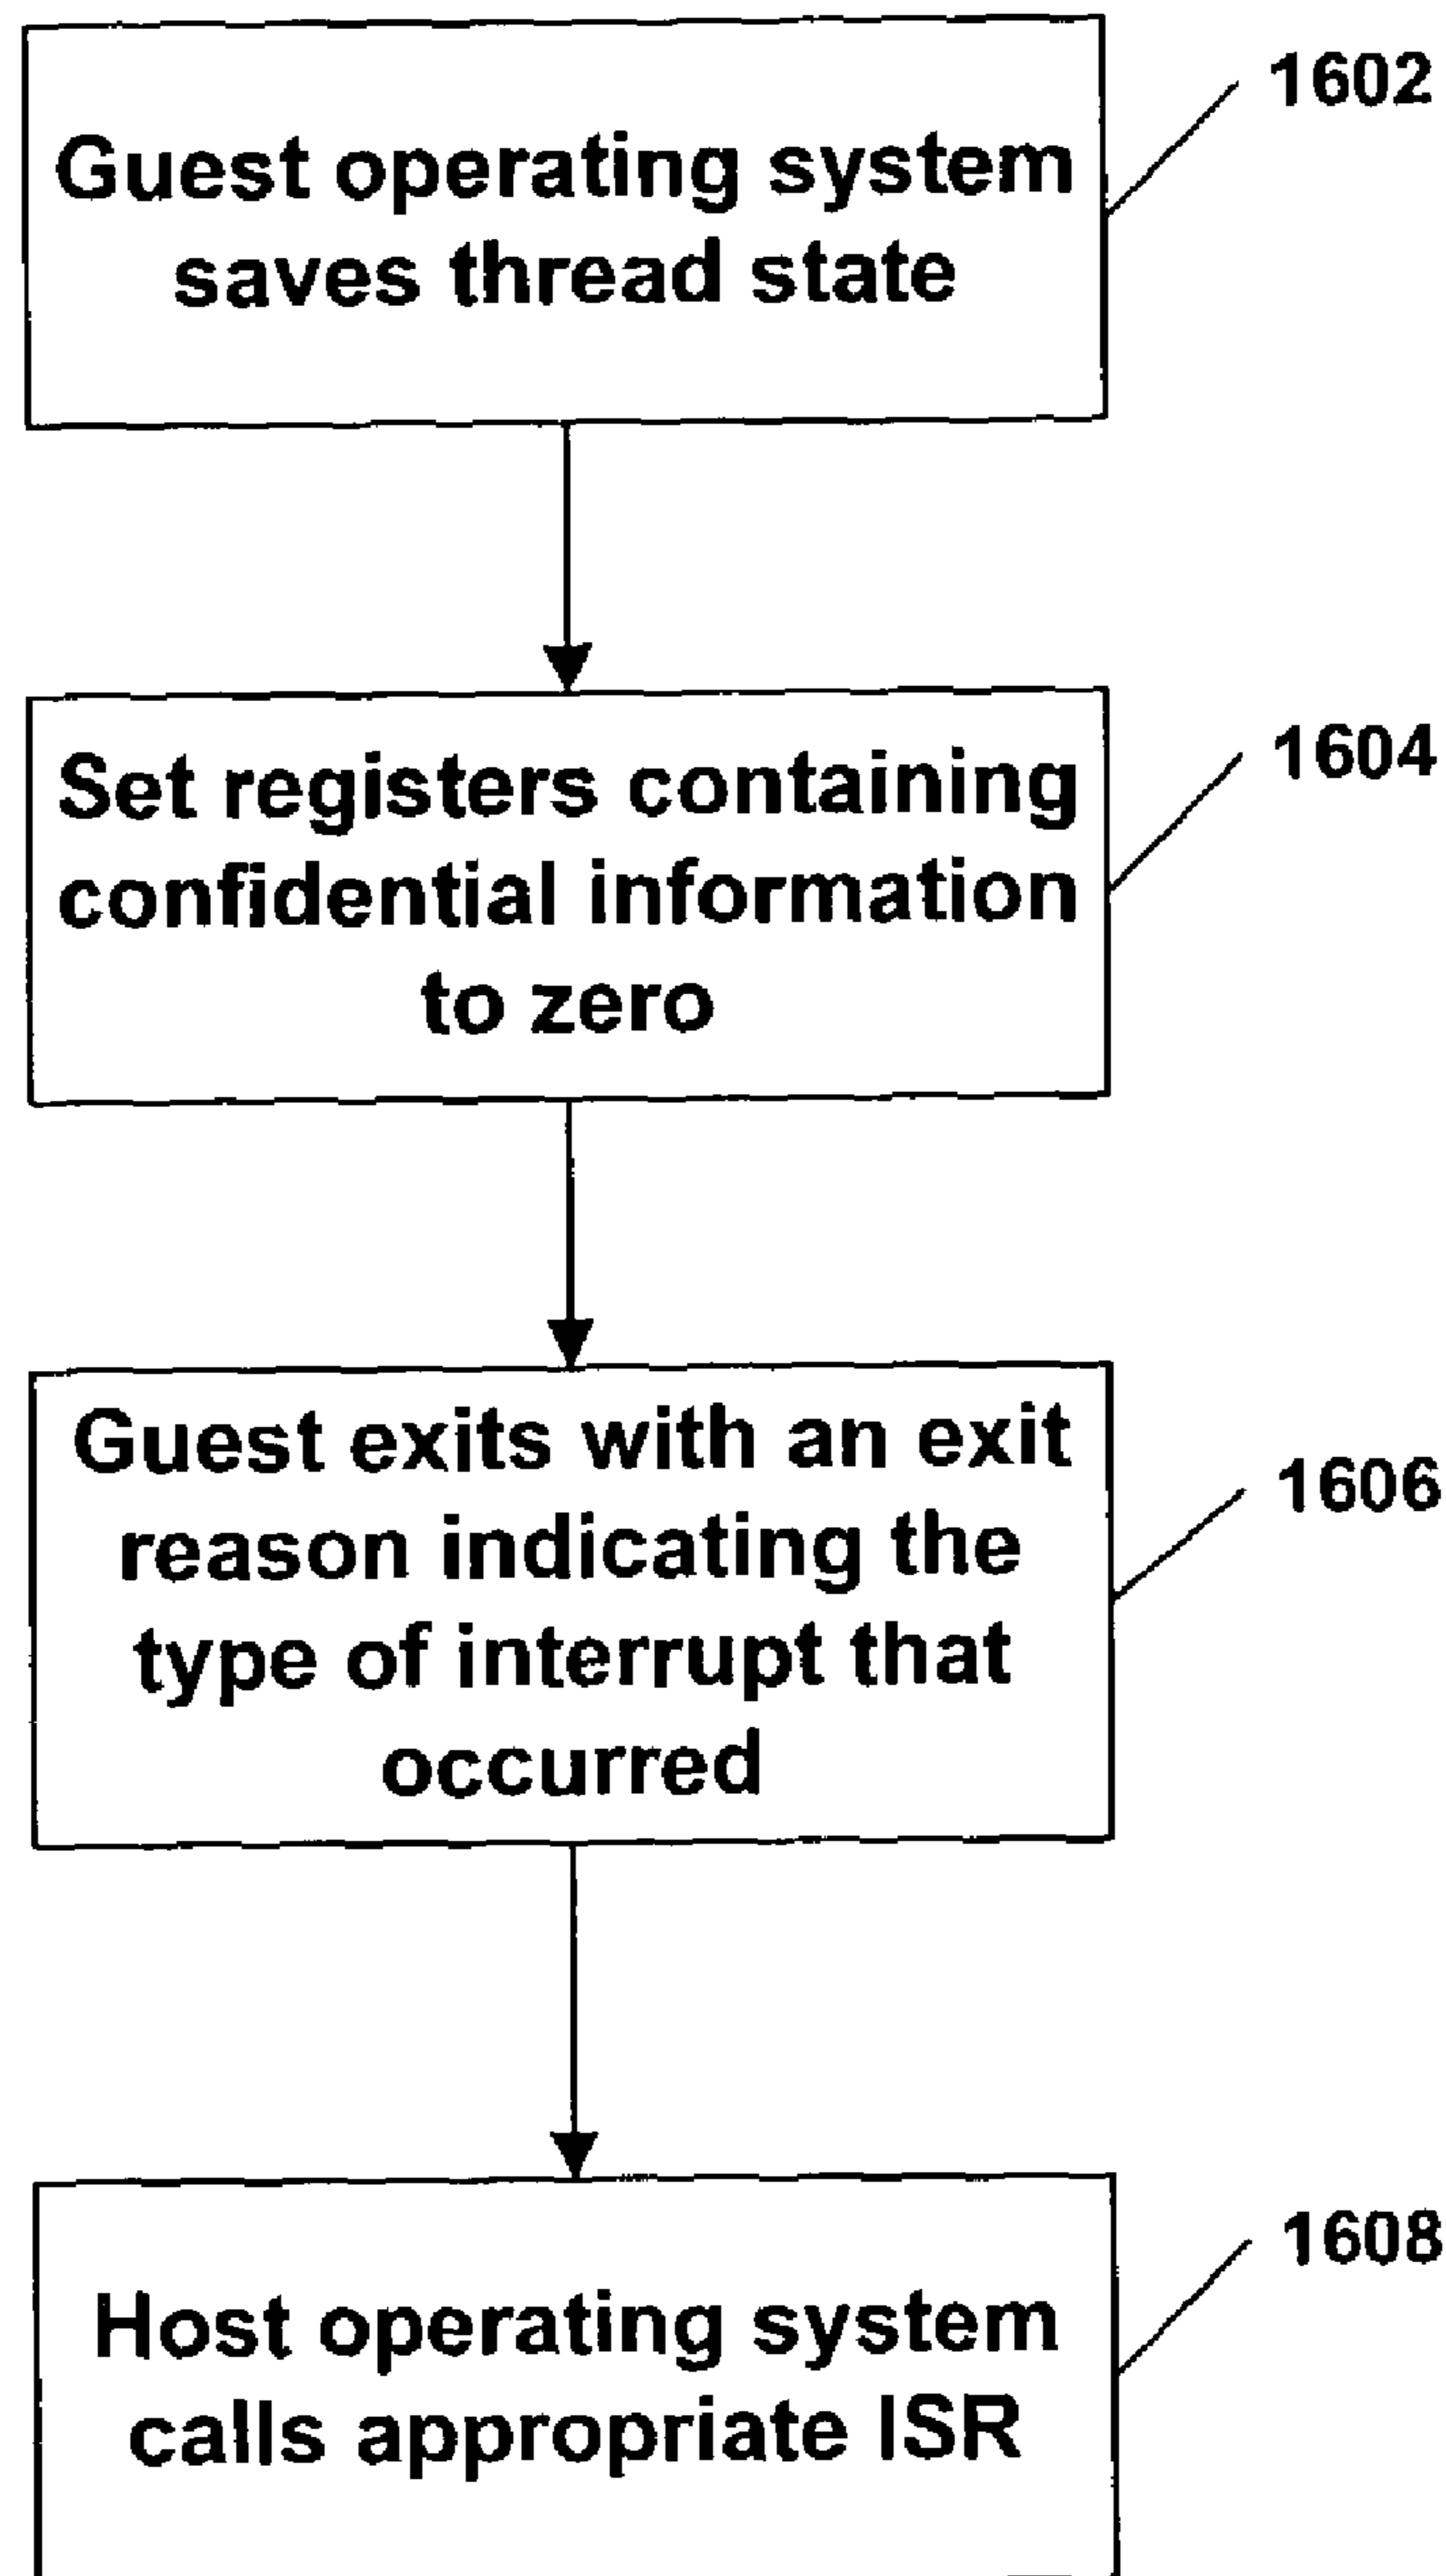 1602
Guest operating system
saves thread state
1604
Set registers containing
confidential information
to zero
1606
Guest exits with an exit
reason indicating the
type of interrupt that
occurred
1608
Host operating system
calls appropriate ISR